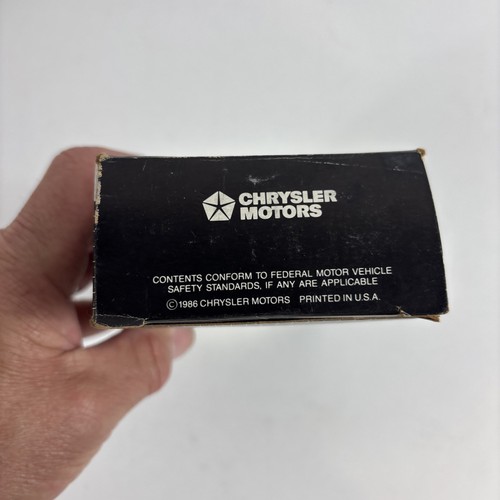 CHRYSLER
MOTORS
CONTENTS CONFORM TO FEDERAL MOTOR VEHICLE
SAFETY STANDARDS, IF ANY ARE APPLICABLE
©1986 CHRYSLER MOTORS PRINTED IN U.S.A.